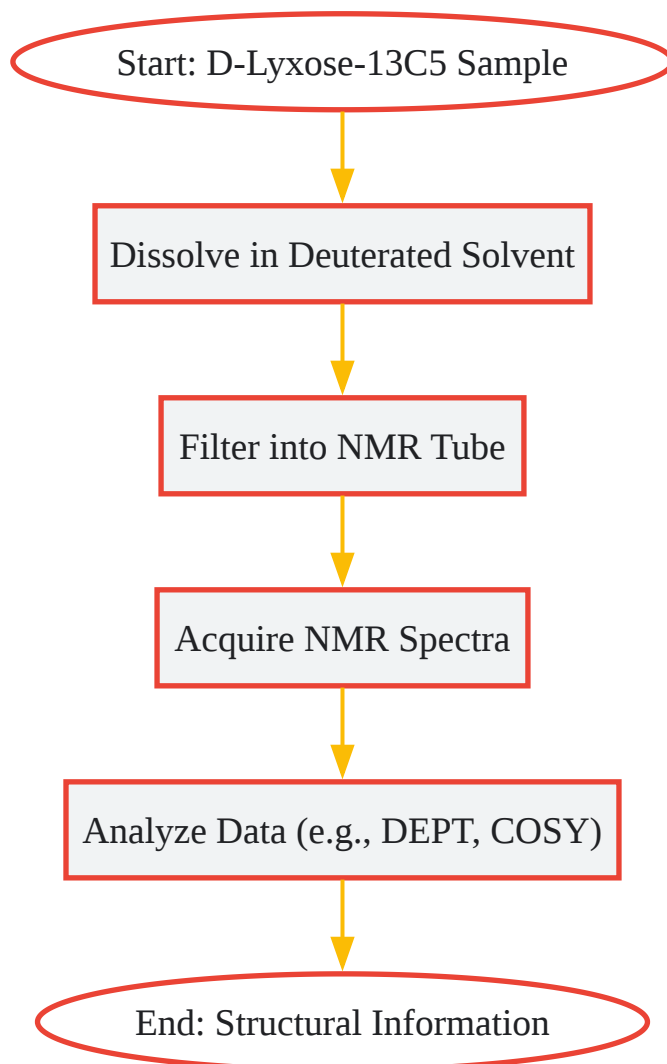 Start: D-Lyxose-13C5 Sample
Dissolve in Deuterated Solvent
Filter into NMR Tube
Acquire NMR Spectra
Analyze Data (e.g., DEPT, COSY)
End: Structural Information